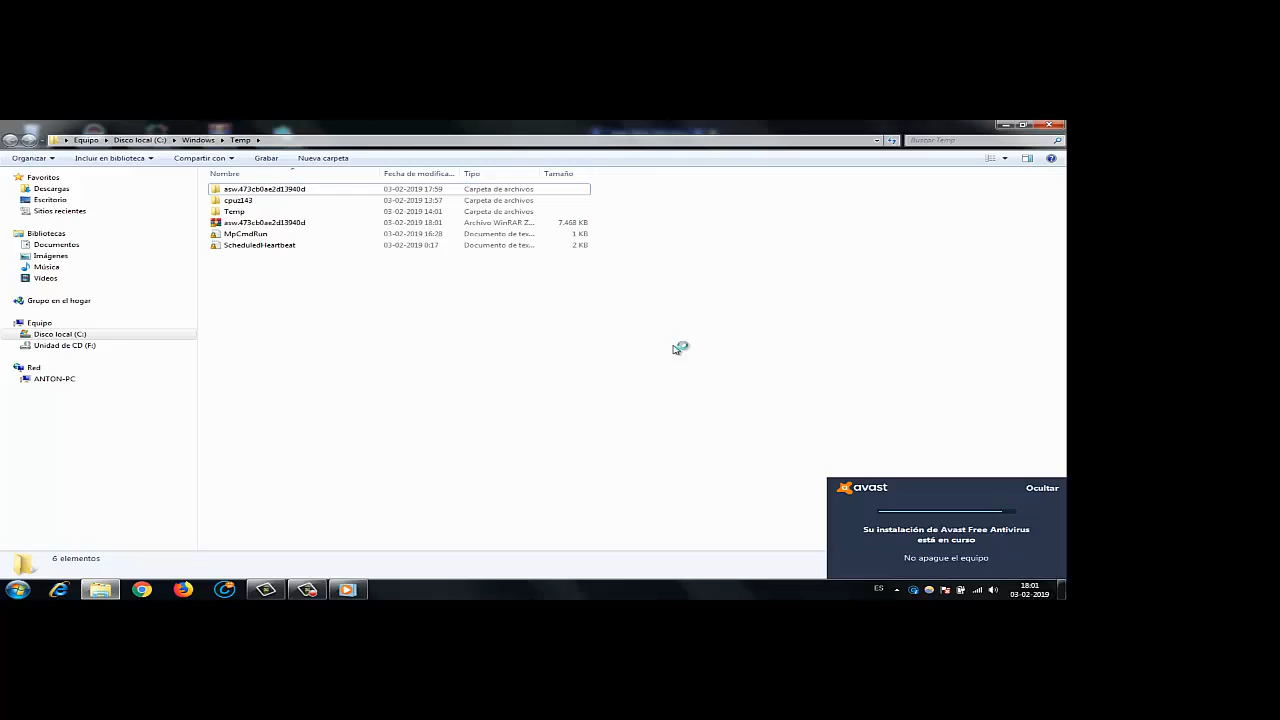 Equipo Disco local (C:) Windows Temp
Buscar Temp
Organizar Incluir en biblioteca Compartir con Grabar Nueva carpeta
Nombre Fecha de modifica... Tipo Tamaño
Favoritos
Descargas
Escritorio
Sitios recientes
Bibliotecas
Documentos
Imágenes
Música
Vídeos
Grupo en el hogar
Equipo
Disco local (C:)
Unidad de CD (F:)
Red
ANTON-PC
asw.473cb0ae2d13940d 03-02-2019 17:59 Carpeta de archivos
cpuz143 03-02-2019 13:57 Carpeta de archivos
Temp 03-02-2019 14:01 Carpeta de archivos
asw.473cb0ae2d13940d 03-02-2019 18:01 Archivo WinRAR Z... 7.468 KB
MpCmdRun 03-02-2019 16:28 Documento de tex... 1 KB
ScheduledHeartbeat 03-02-2019 0:17 Documento de tex... 2 KB
avast Ocultar
Su instalación de Avast Free Antivirus
está en curso
No apague el equipo
6 elementos
ES
18:01
03-02-2019